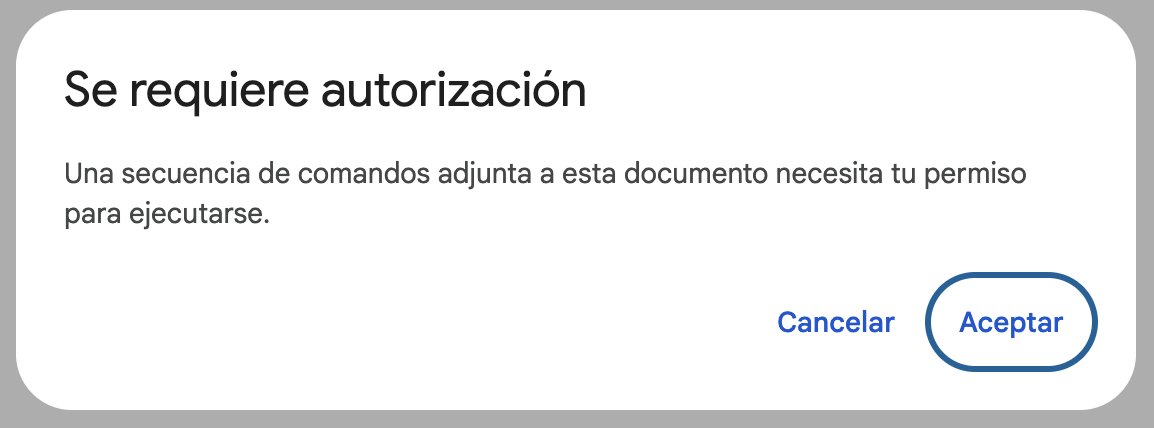 Se requiere autorización
Una secuencia de comandos adjunta a esta documento necesita tu permiso
para ejecutarse.
Cancelar
Aceptar